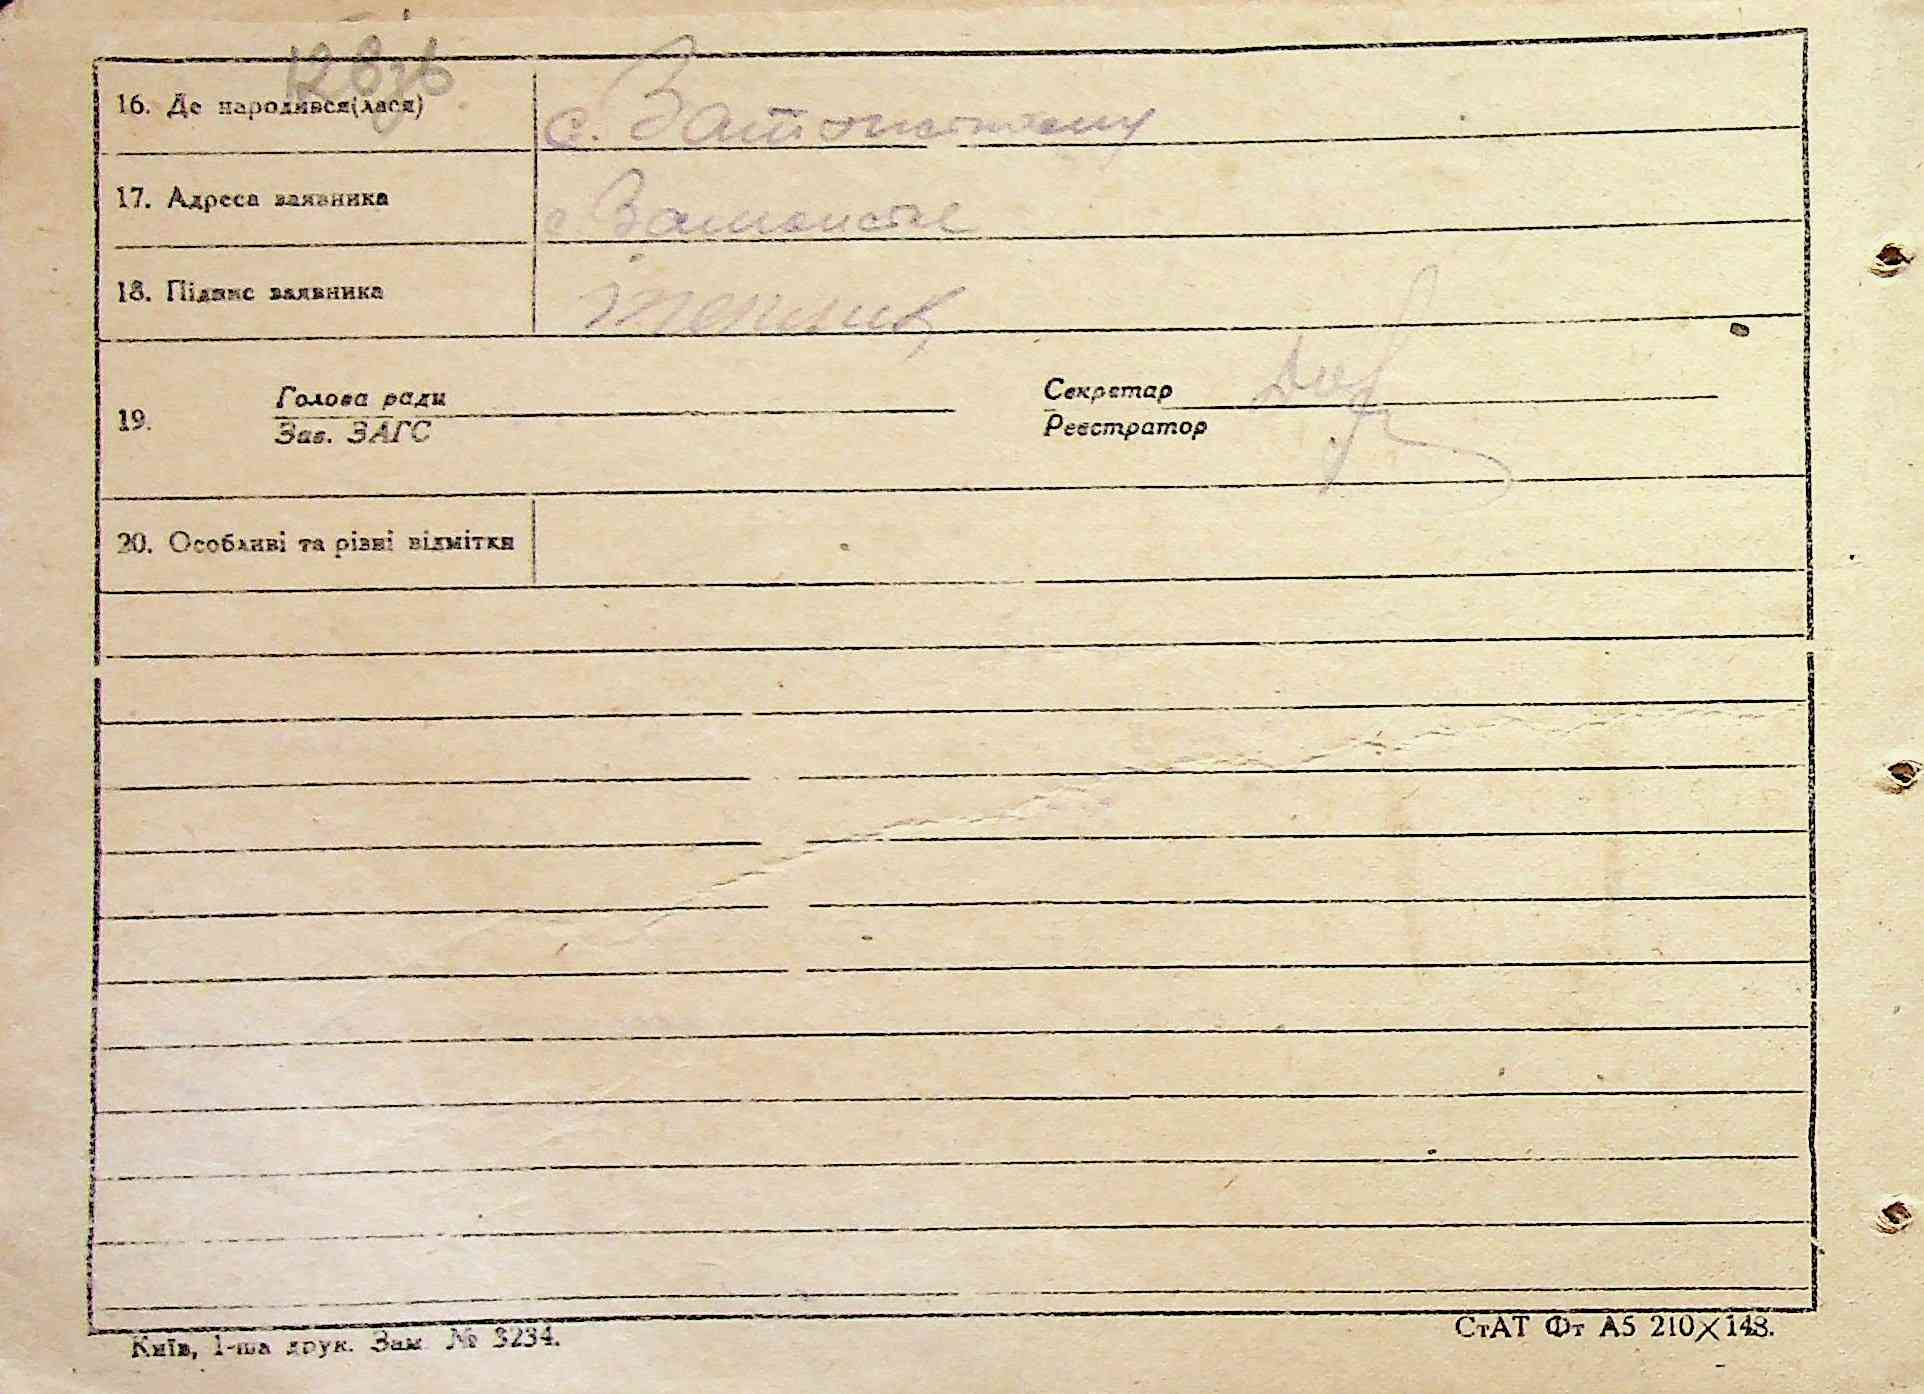 16. Де народився(лася)
с.
17. Адреса заявника
с.
18. Підпис заявника
19. Голова ради
Зав. ЗАГС
Секретар
Реєстратор
20. Особливі та різні відмітки
Київ, 1-ша друк. Зам № 3234.
СтАТ Фт А5 210×148.